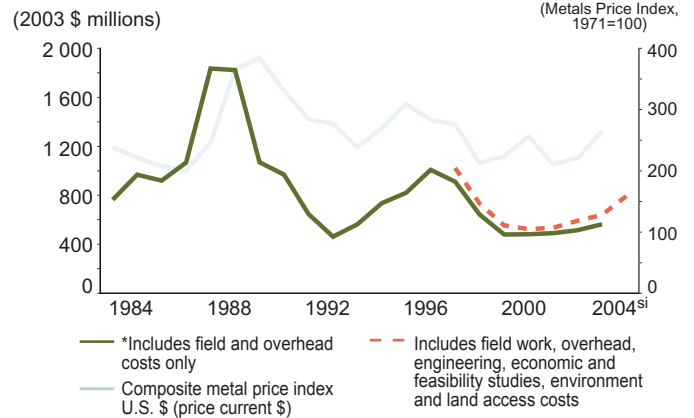 (2003 $ millions)
(Metals Price Index,
1971=100)
2 000
1 600
1 200
800
400
0
400
300
200
100
0
1984
1988
1992
1996
2000
2004si
*Includes field and overhead
costs only
Composite metal price index
U.S. $ (price current $)
Includes field work, overhead,
engineering, economic and
feasibility studies, environment
and land access costs